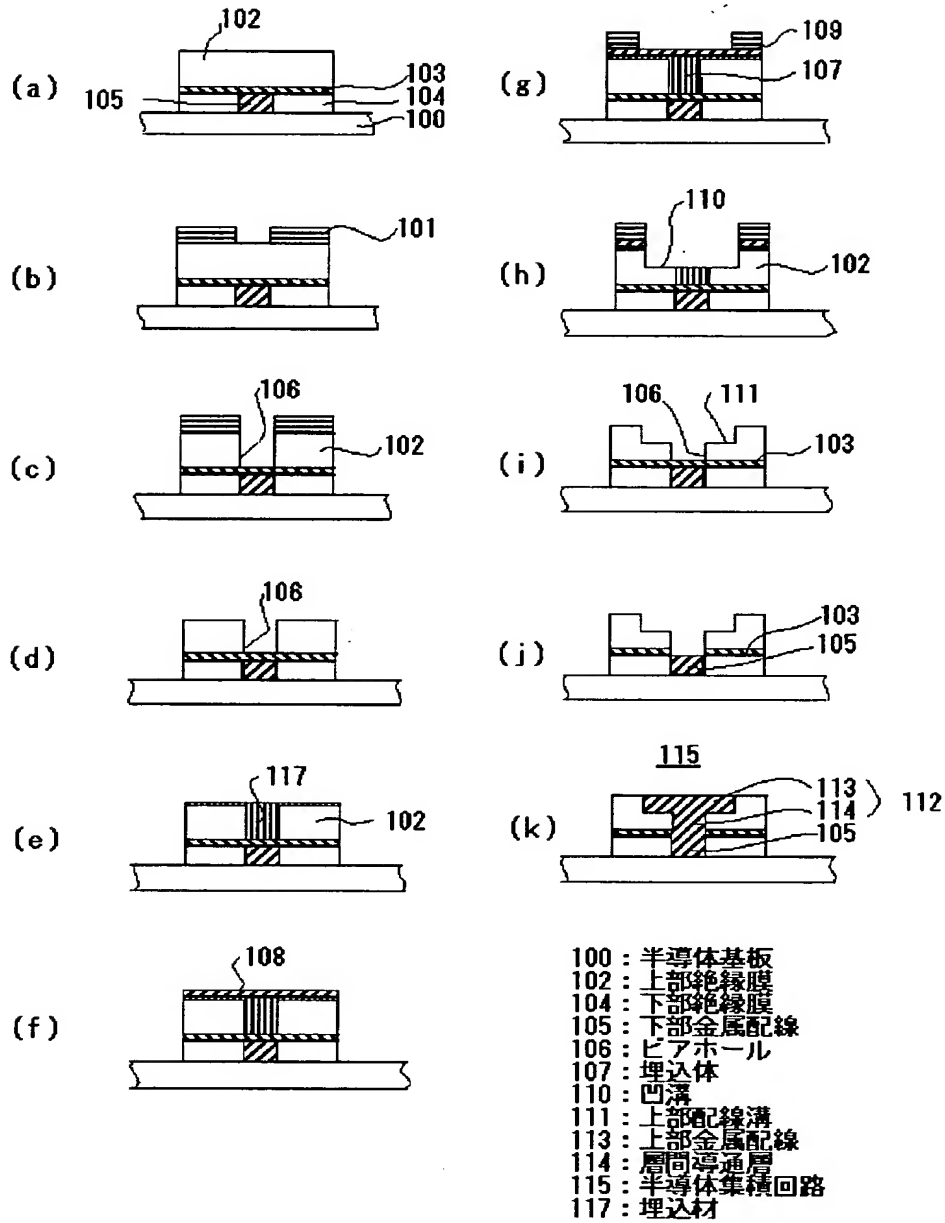 102
103
(a)
105
104
100
101
(b)
106
(c)
102
106
(d)
117
(e)
102
108
(f)
109
(g)
107
110
(h)
102
106
111
(i)
103
(j)
103
105
115
113
114
112
(k)
105
100:半導体基板
102:上部絶縁膜
104:下部絶縁膜
105:下部金属配線
106:ビアホール
107:埋込体
110:凹溝
111:上部配線溝
113:上部金属配線
114:層間導通層
115:半導体集積回路
117:埋込材